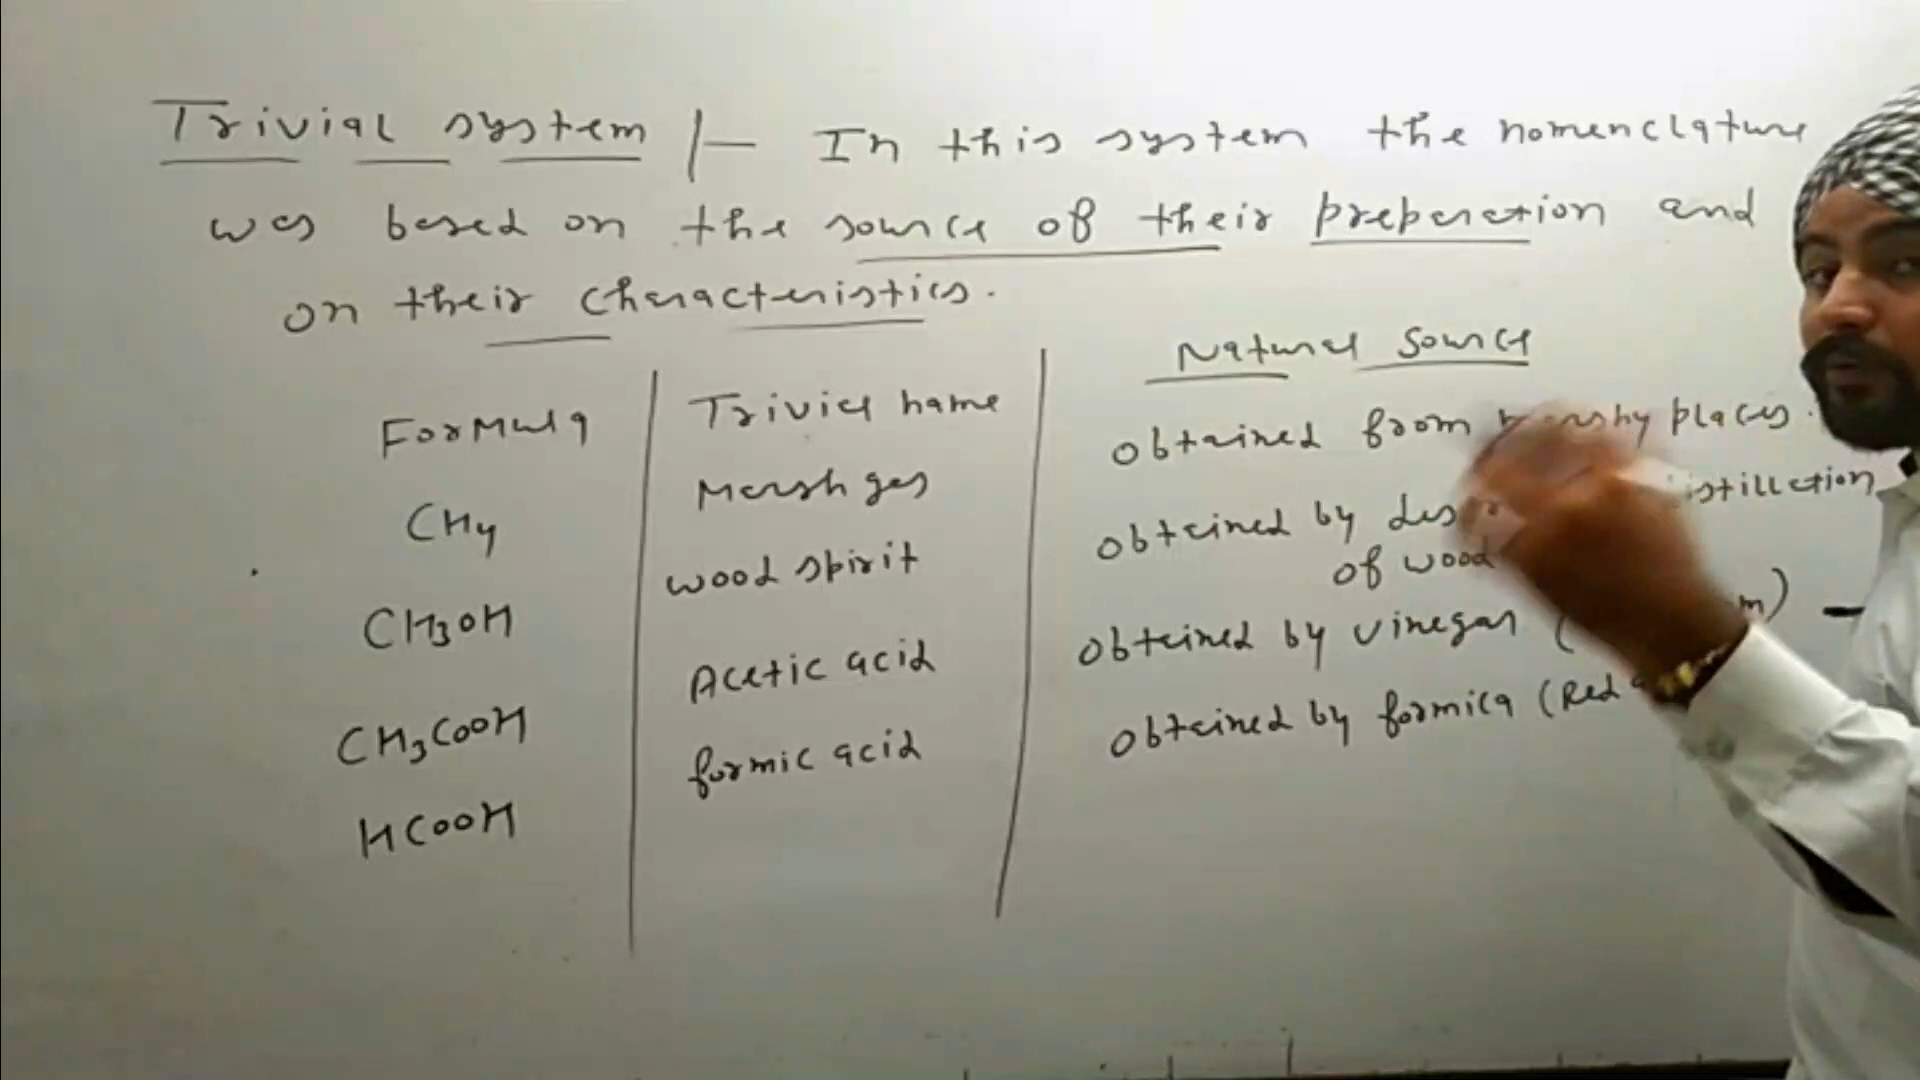 Trivial system :- In this system the nomenclature
was based on the source of their preparation and
on their characteristics.
Formula Trivial name Natural source
CH4 Marsh gas obtained from places.
CH3OH wood spirit obtained by
of wood
CH3COOH Acetic acid obtained by vinegar
HCOOH formic acid obtained by formica (Red